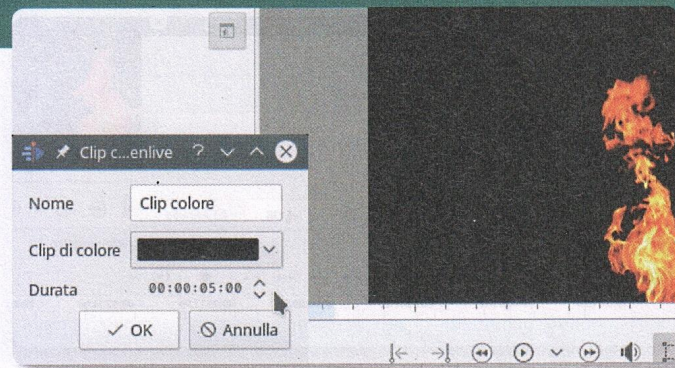 Clip c...enlive
Nome Clip colore
Clip di colore
Durata 00:00:05:00
OK Annulla